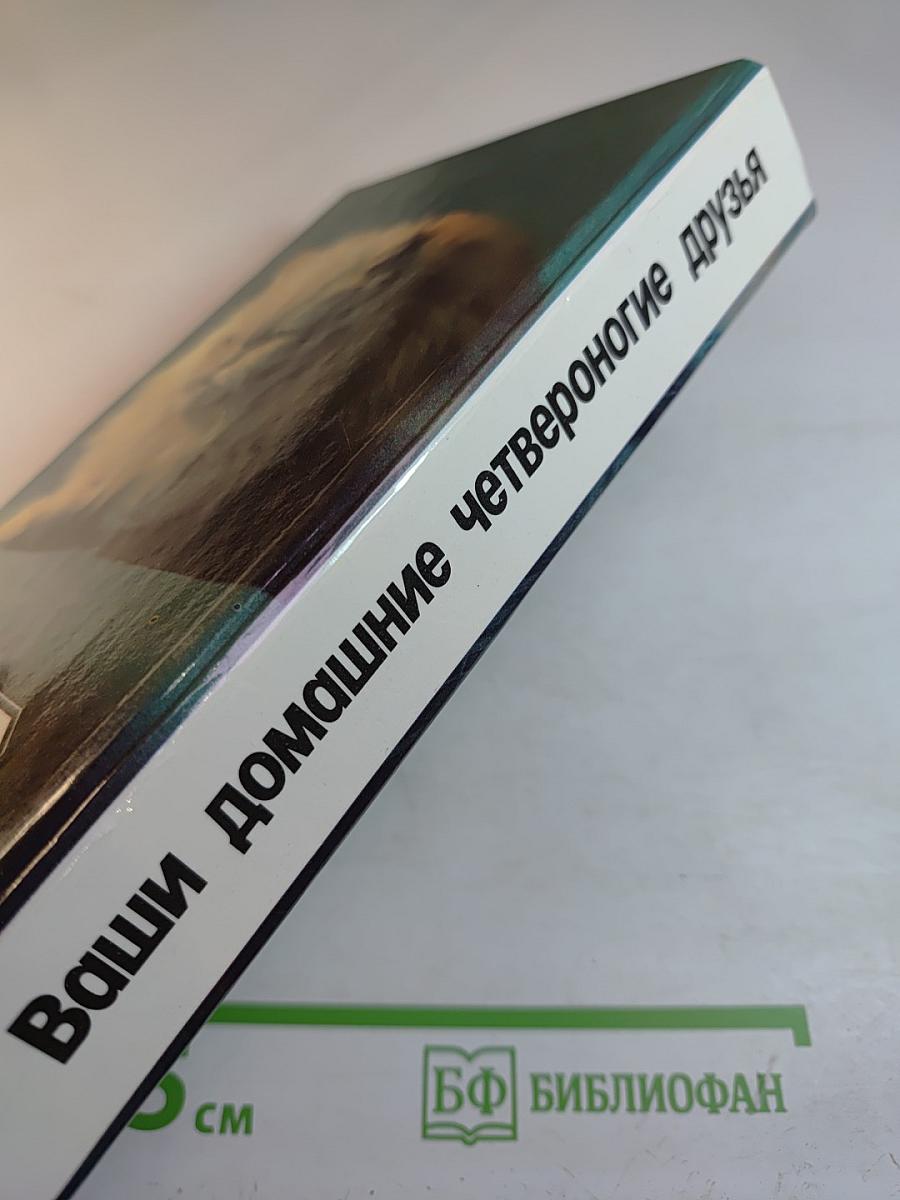 Ваши домашние четвероногие друзья
см
БФ БИБЛИОФАН